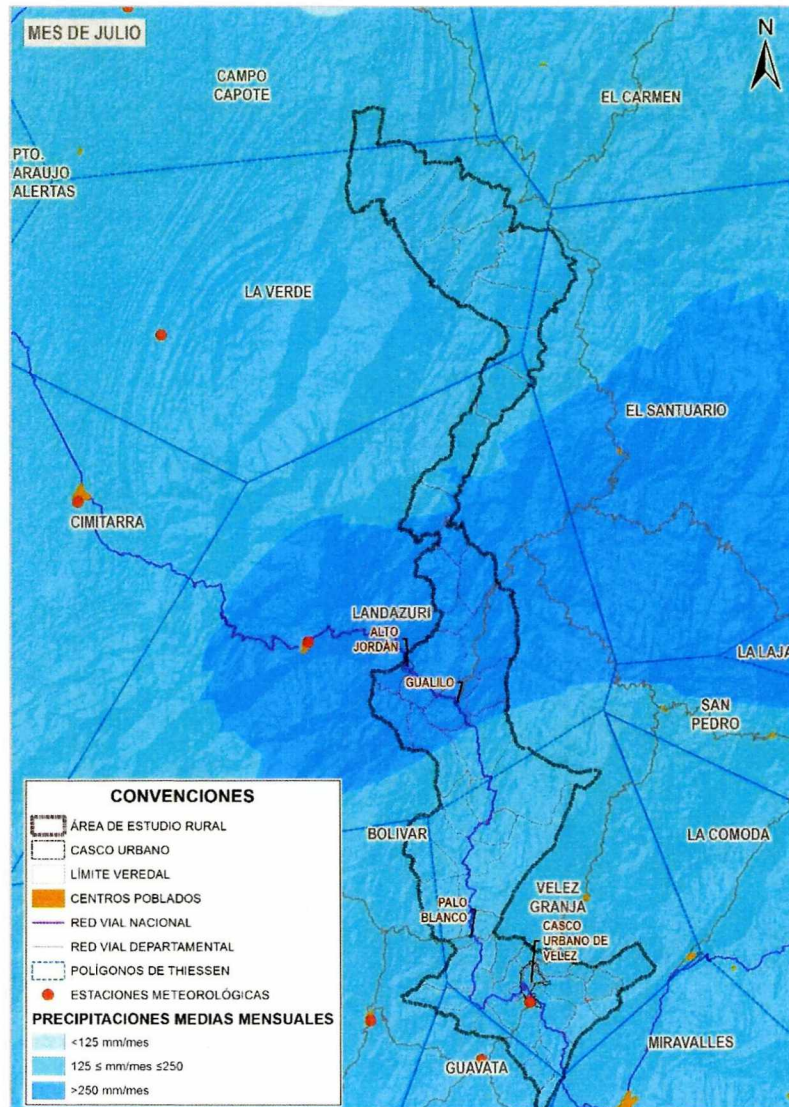 MES DE JULIO
N
CAMPO
CAPOTE
EL CARMEN
PTO.
ARAUJO
ALERTAS
LA VERDE
EL SANTUARIO
CIMITARRA
LANDAZURI
ALTO
JORDÁN
GUALILO
LA LAJA
SAN
PEDRO
BOLIVAR
LA COMODA
VELEZ
GRANJA
PALO
BLANCO
CASCO
URBANO DE
VELEZ
MIRAVALLES
GUAVATA
CONVENCIONES
ÁREA DE ESTUDIO RURAL
CASCO URBANO
LÍMITE VEREDAL
CENTROS POBLADOS
RED VIAL NACIONAL
RED VIAL DEPARTAMENTAL
POLÍGONOS DE THIESSEN
ESTACIONES METEOROLÓGICAS
PRECIPITACIONES MEDIAS MENSUALES
<125 mm/mes
125 ≤ mm/mes ≤250
>250 mm/mes